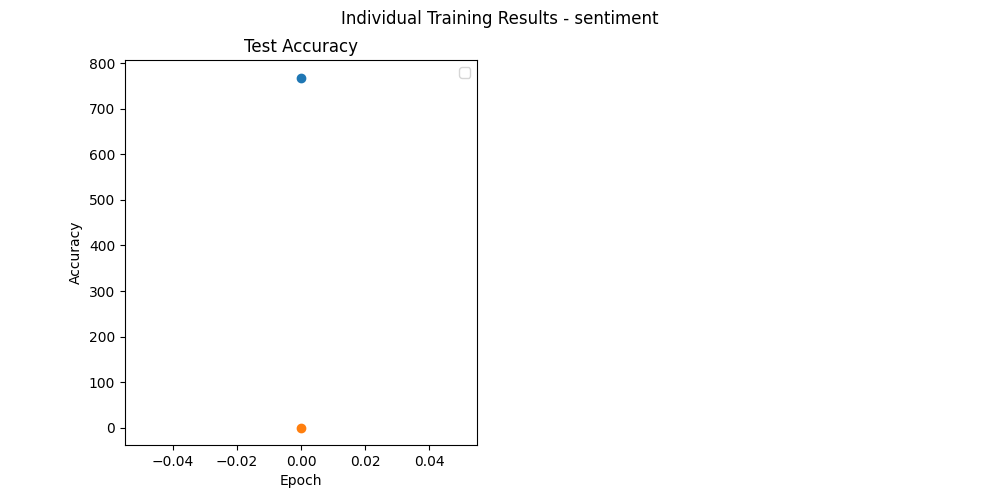 Individual Training Results - sentiment
Test Accuracy
800
700
600
500
400
300
200
100
0
Accuracy
−0.04 −0.02 0.00 0.02 0.04
Epoch